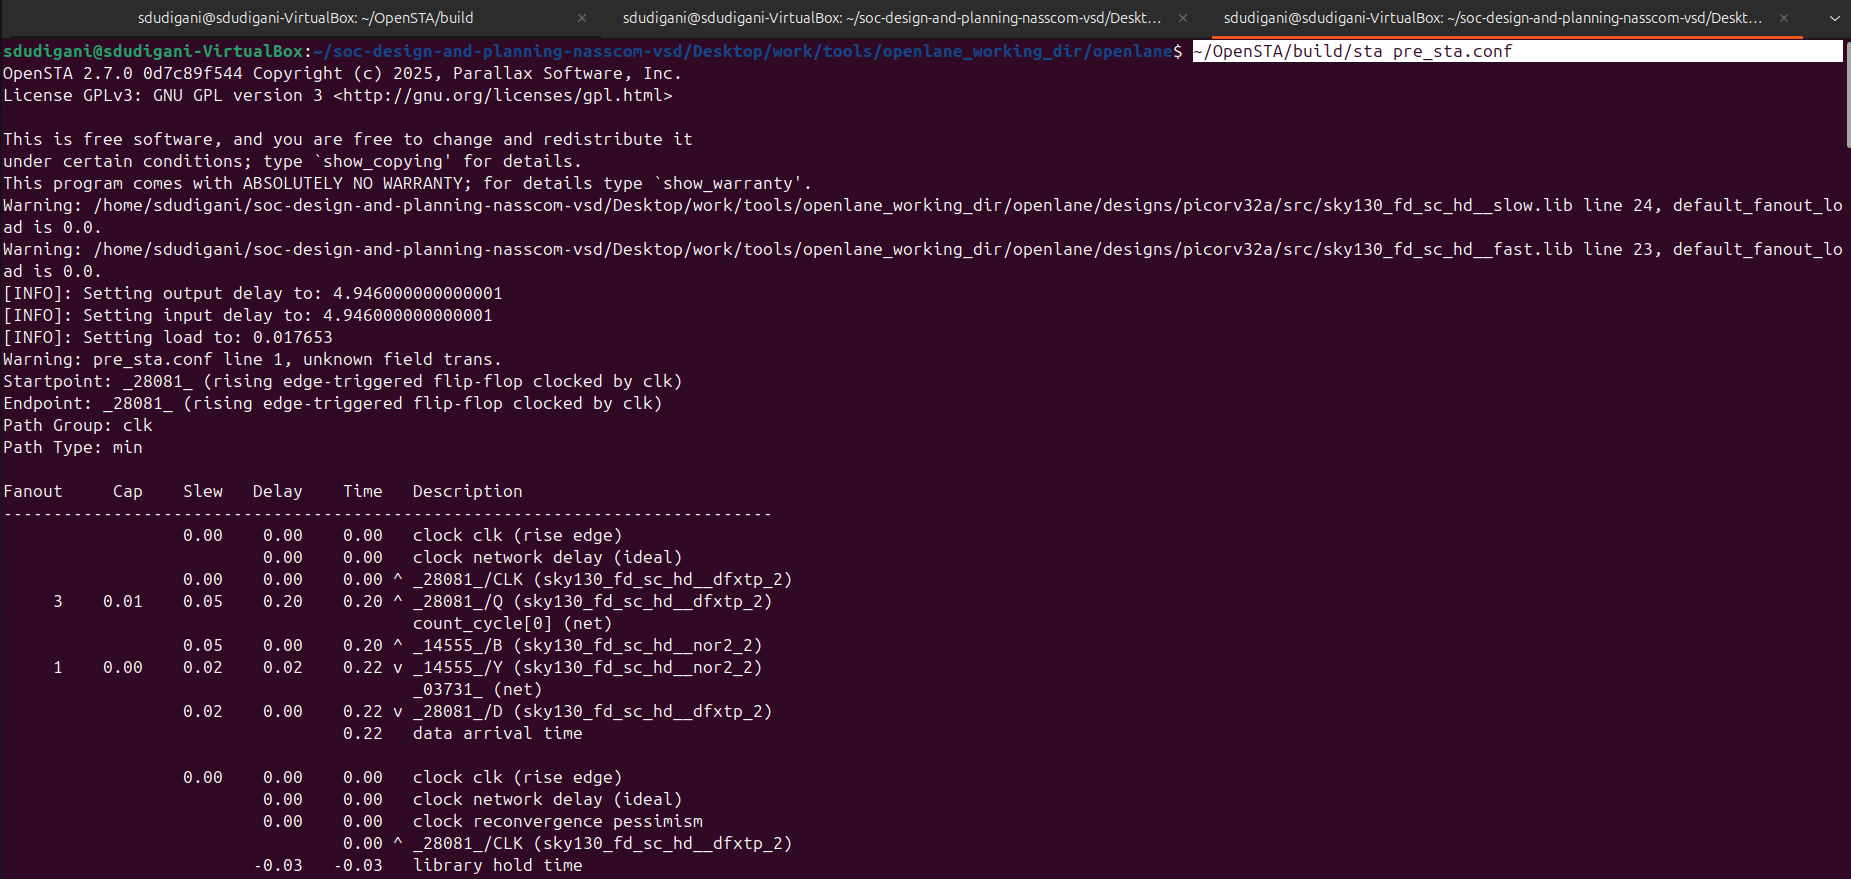 sdudigani@sdudigani-VirtualBox: ~/OpenSTA/build × sdudigani@sdudigani-VirtualBox: ~/soc-design-and-planning-nasscom-vsd/Deskt... × sdudigani@sdudigani-VirtualBox: ~/soc-design-and-planning-nasscom-vsd/Deskt... ×
sdudigani@sdudigani-VirtualBox:~/soc-design-and-planning-nasscom-vsd/Desktop/work/tools/openlane_working_dir/openlane$ ~/OpenSTA/build/sta pre_sta.conf
OpenSTA 2.7.0 0d7c89f544 Copyright (c) 2025, Parallax Software, Inc.
License GPLv3: GNU GPL version 3 <http://gnu.org/licenses/gpl.html>

This is free software, and you are free to change and redistribute it
under certain conditions; type `show_copying' for details.
This program comes with ABSOLUTELY NO WARRANTY; for details type `show_warranty'.
Warning: /home/sdudigani/soc-design-and-planning-nasscom-vsd/Desktop/work/tools/openlane_working_dir/openlane/designs/picorv32a/src/sky130_fd_sc_hd__slow.lib line 24, default_fanout_lo
ad is 0.0.
Warning: /home/sdudigani/soc-design-and-planning-nasscom-vsd/Desktop/work/tools/openlane_working_dir/openlane/designs/picorv32a/src/sky130_fd_sc_hd__fast.lib line 23, default_fanout_lo
ad is 0.0.
[INFO]: Setting output delay to: 4.946000000000001
[INFO]: Setting input delay to: 4.946000000000001
[INFO]: Setting load to: 0.017653
Warning: pre_sta.conf line 1, unknown field trans.
Startpoint: _28081_ (rising edge-triggered flip-flop clocked by clk)
Endpoint: _28081_ (rising edge-triggered flip-flop clocked by clk)
Path Group: clk
Path Type: min

Fanout     Cap    Slew   Delay    Time   Description
-----------------------------------------------------------------------------
                  0.00    0.00    0.00   clock clk (rise edge)
                          0.00    0.00   clock network delay (ideal)
                  0.00    0.00    0.00 ^ _28081_/CLK (sky130_fd_sc_hd__dfxtp_2)
     3    0.01    0.05    0.20    0.20 ^ _28081_/Q (sky130_fd_sc_hd__dfxtp_2)
                                         count_cycle[0] (net)
                  0.05    0.00    0.20 ^ _14555_/B (sky130_fd_sc_hd__nor2_2)
     1    0.00    0.02    0.02    0.22 v _14555_/Y (sky130_fd_sc_hd__nor2_2)
                                         _03731_ (net)
                  0.02    0.00    0.22 v _28081_/D (sky130_fd_sc_hd__dfxtp_2)
                                  0.22   data arrival time

                  0.00    0.00    0.00   clock clk (rise edge)
                          0.00    0.00   clock network delay (ideal)
                          0.00    0.00   clock reconvergence pessimism
                                  0.00 ^ _28081_/CLK (sky130_fd_sc_hd__dfxtp_2)
                         -0.03   -0.03   library hold time